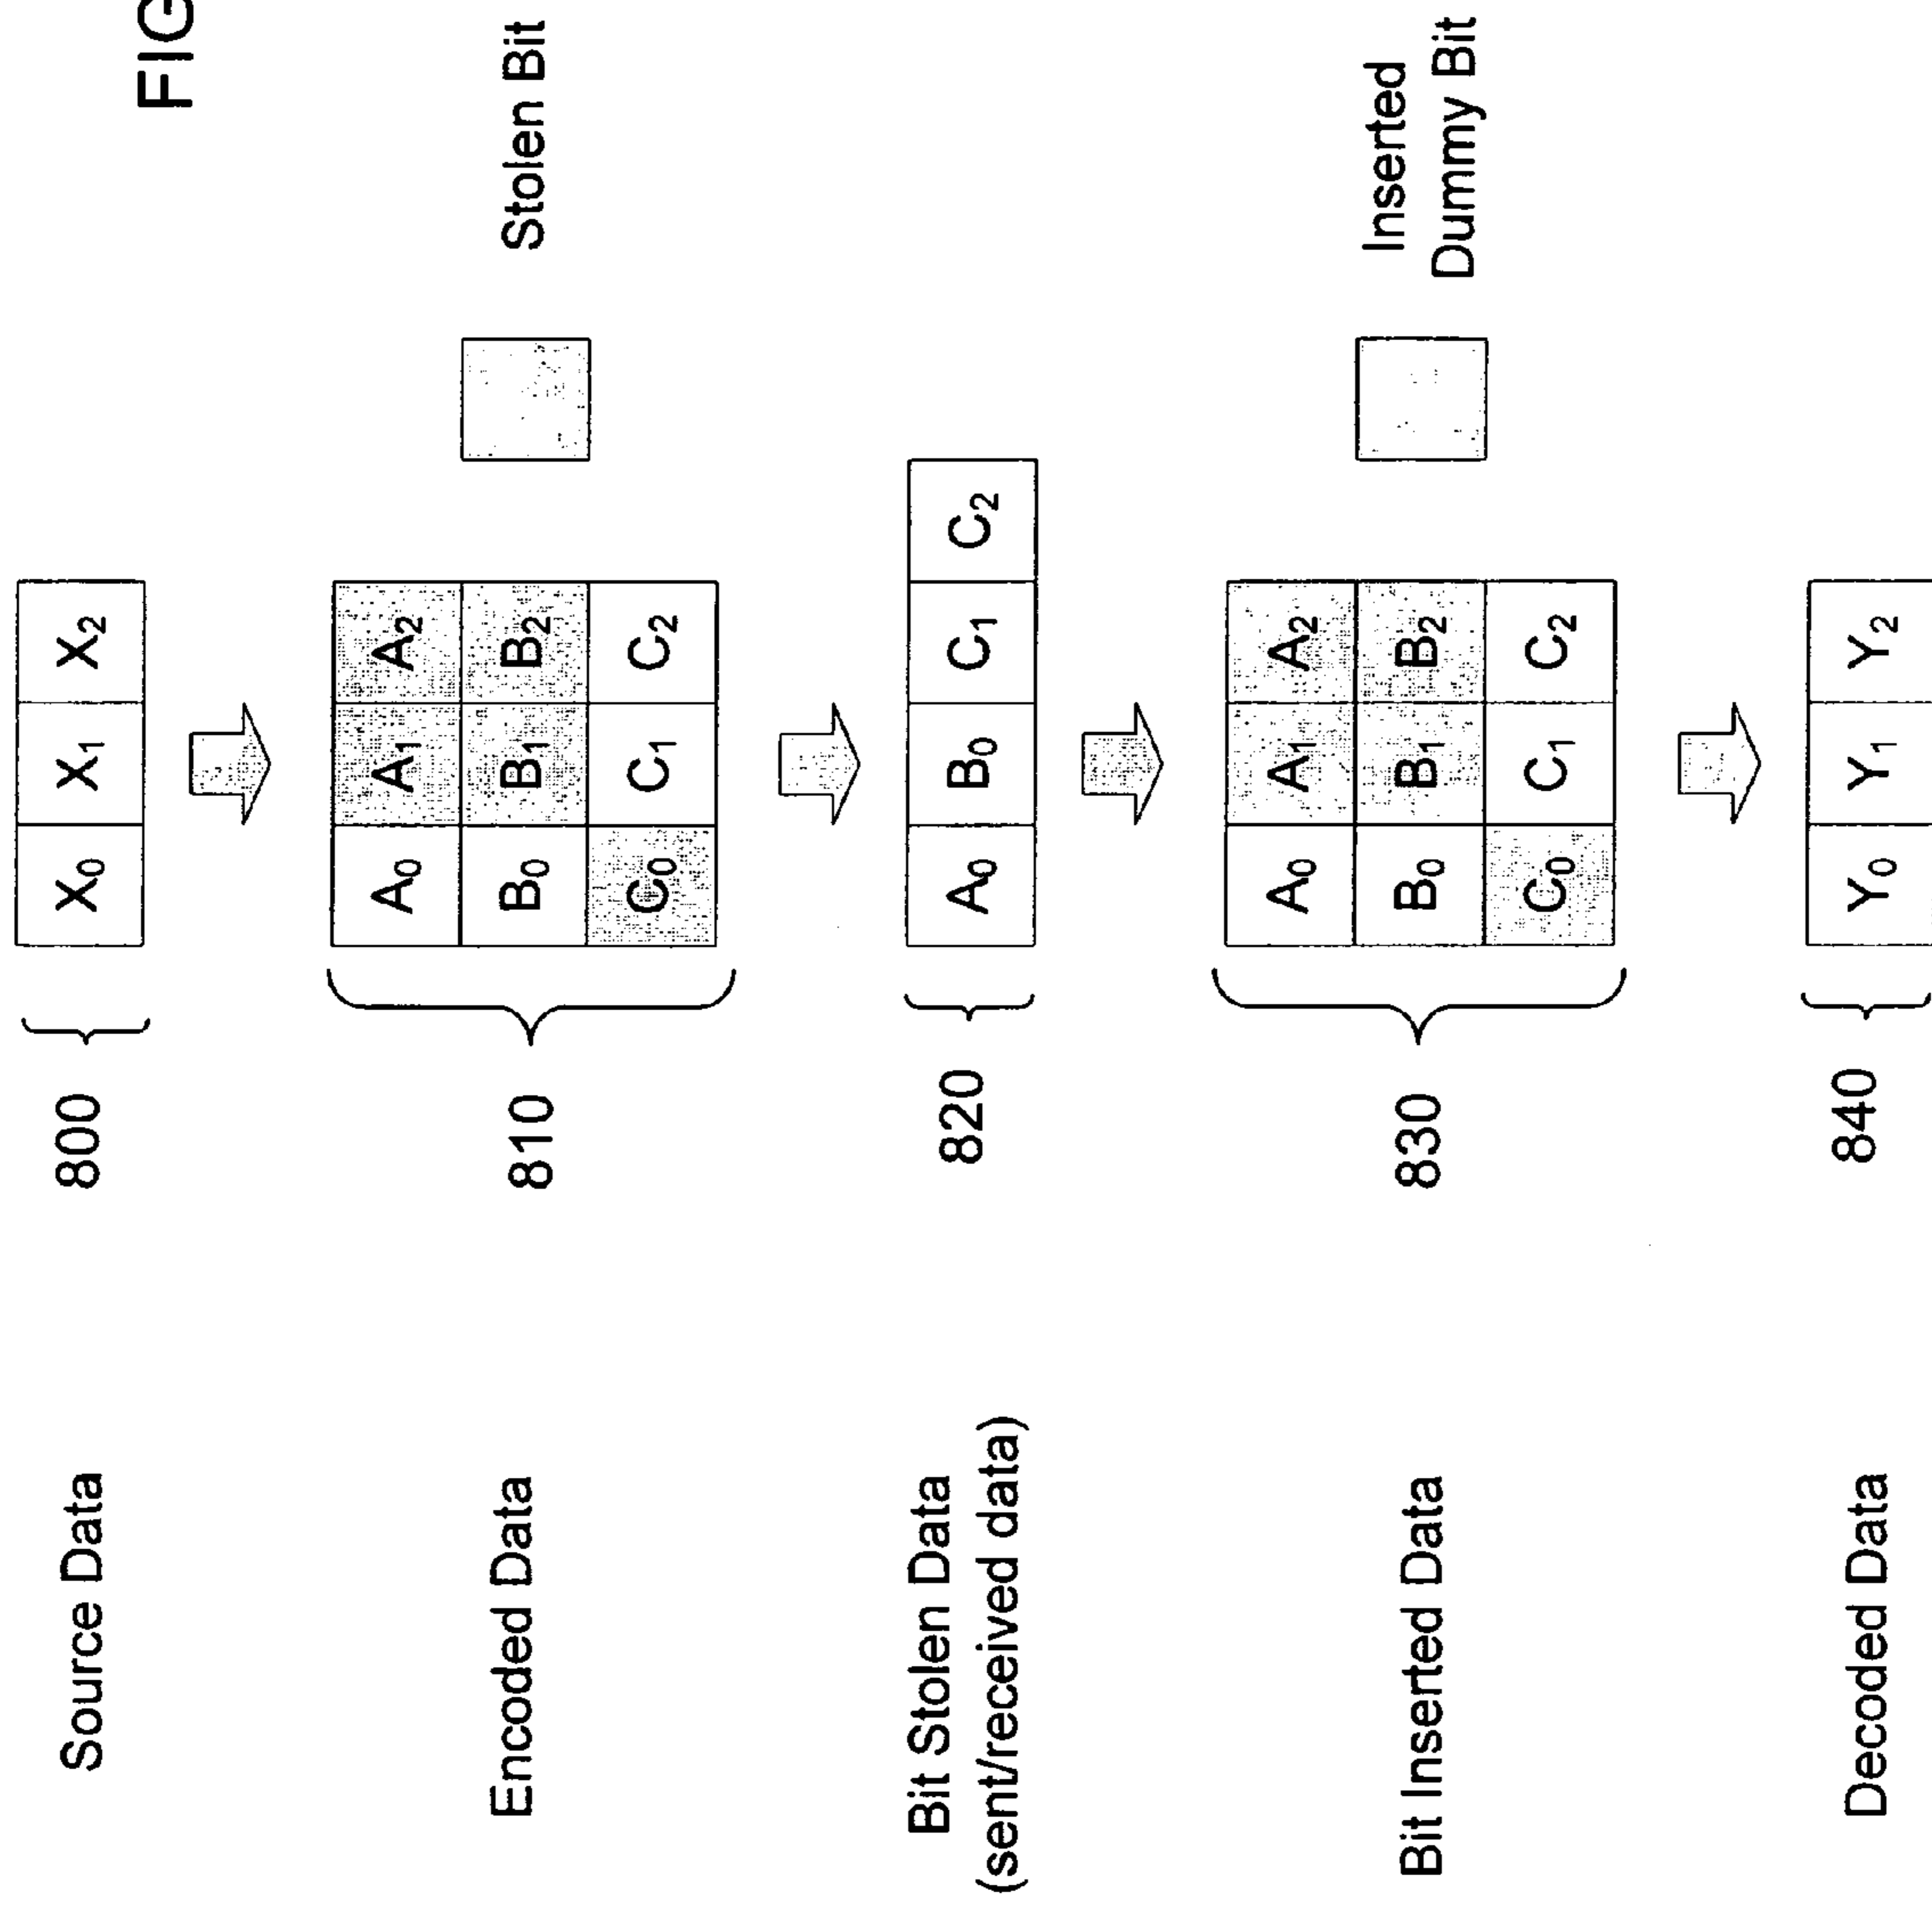 FIG
Source Data 800 X₀ X₁ X₂
A₀ A₁ A₂
Encoded Data 810 B₀ B₁ B₂ Stolen Bit
C₀ C₁ C₂
Bit Stolen Data 820 A₀ B₀ C₁ C₂
(sent/received data)
A₀ A₁ A₂
Bit Inserted Data 830 B₀ B₁ B₂ Inserted
Dummy Bit
C₀ C₁ C₂
Decoded Data 840 Y₀ Y₁ Y₂